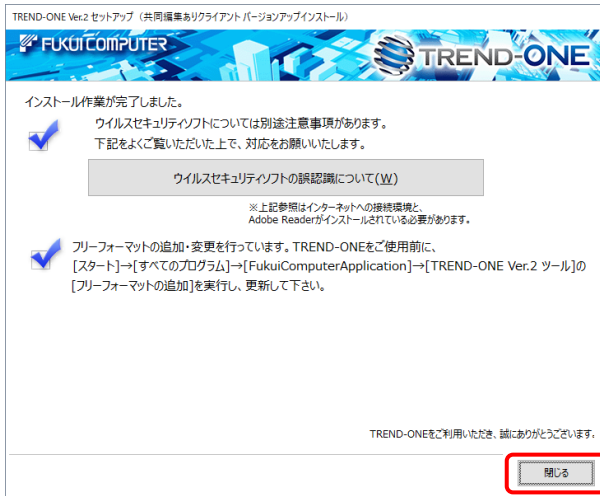 TREND-ONE Ver.2 セットアップ（共同編集ありクライアント バージョンアップインストール）
FUKUI COMPUTER
TREND-ONE
インストール作業が完了しました。
ウイルスセキュリティソフトについては別途注意事項があります。
下記をよくご覧いただいた上で、対応をお願いいたします。
ウイルスセキュリティソフトの誤認識について(W)
※上記参照はインターネットへの接続環境と、
Adobe Readerがインストールされている必要があります。
フリーフォーマットの追加・変更を行っています。TREND-ONEをご使用前に、
[スタート]→[すべてのプログラム]→[FukuiComputerApplication]→[TREND-ONE Ver.2 ツール]の
[フリーフォーマットの追加]を実行し、更新して下さい。
TREND-ONEをご利用いただき、誠にありがとうございます。
閉じる